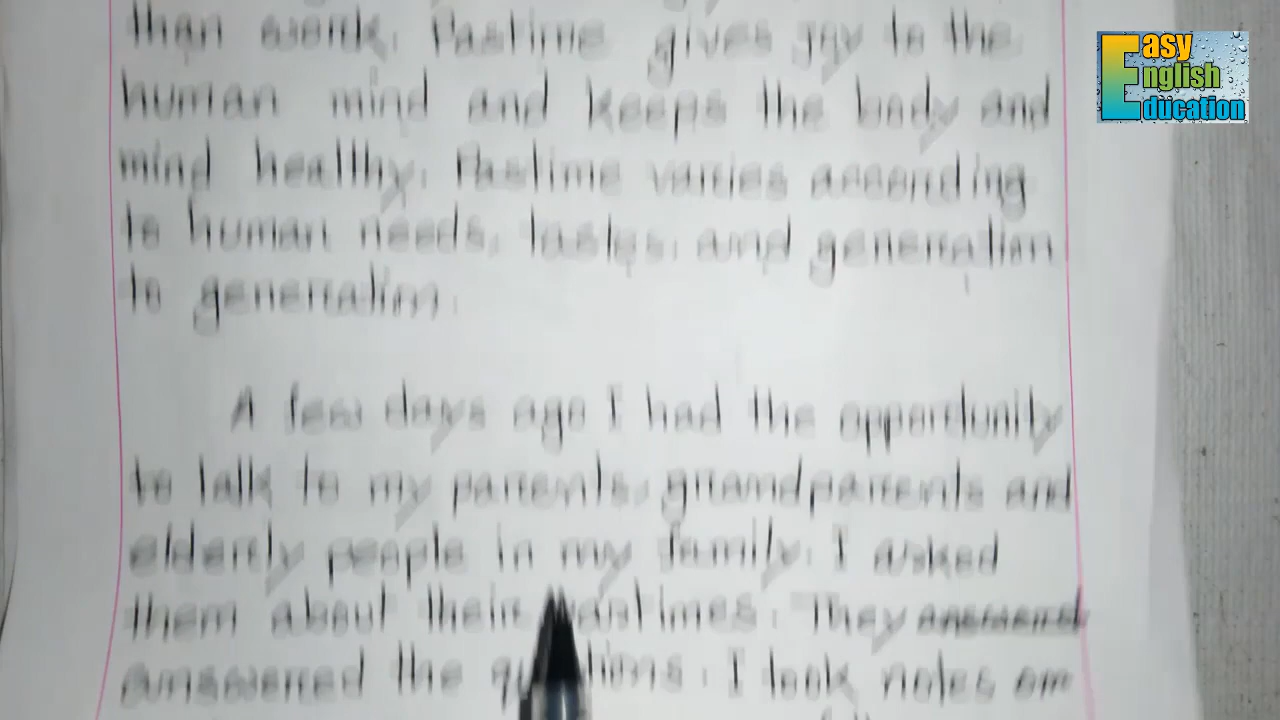 than work. Pastime gives joy to the
human mind and keeps the body and
mind healthy. Pastime varies according
to human needs, tastes, and generation
to generation.
A few days ago I had the opportunity
to talk to my parents, grandparents and
elderly people in my family. I asked
them about their pastimes. They answered
answered the questions. I took notes on
Easy
English
Education